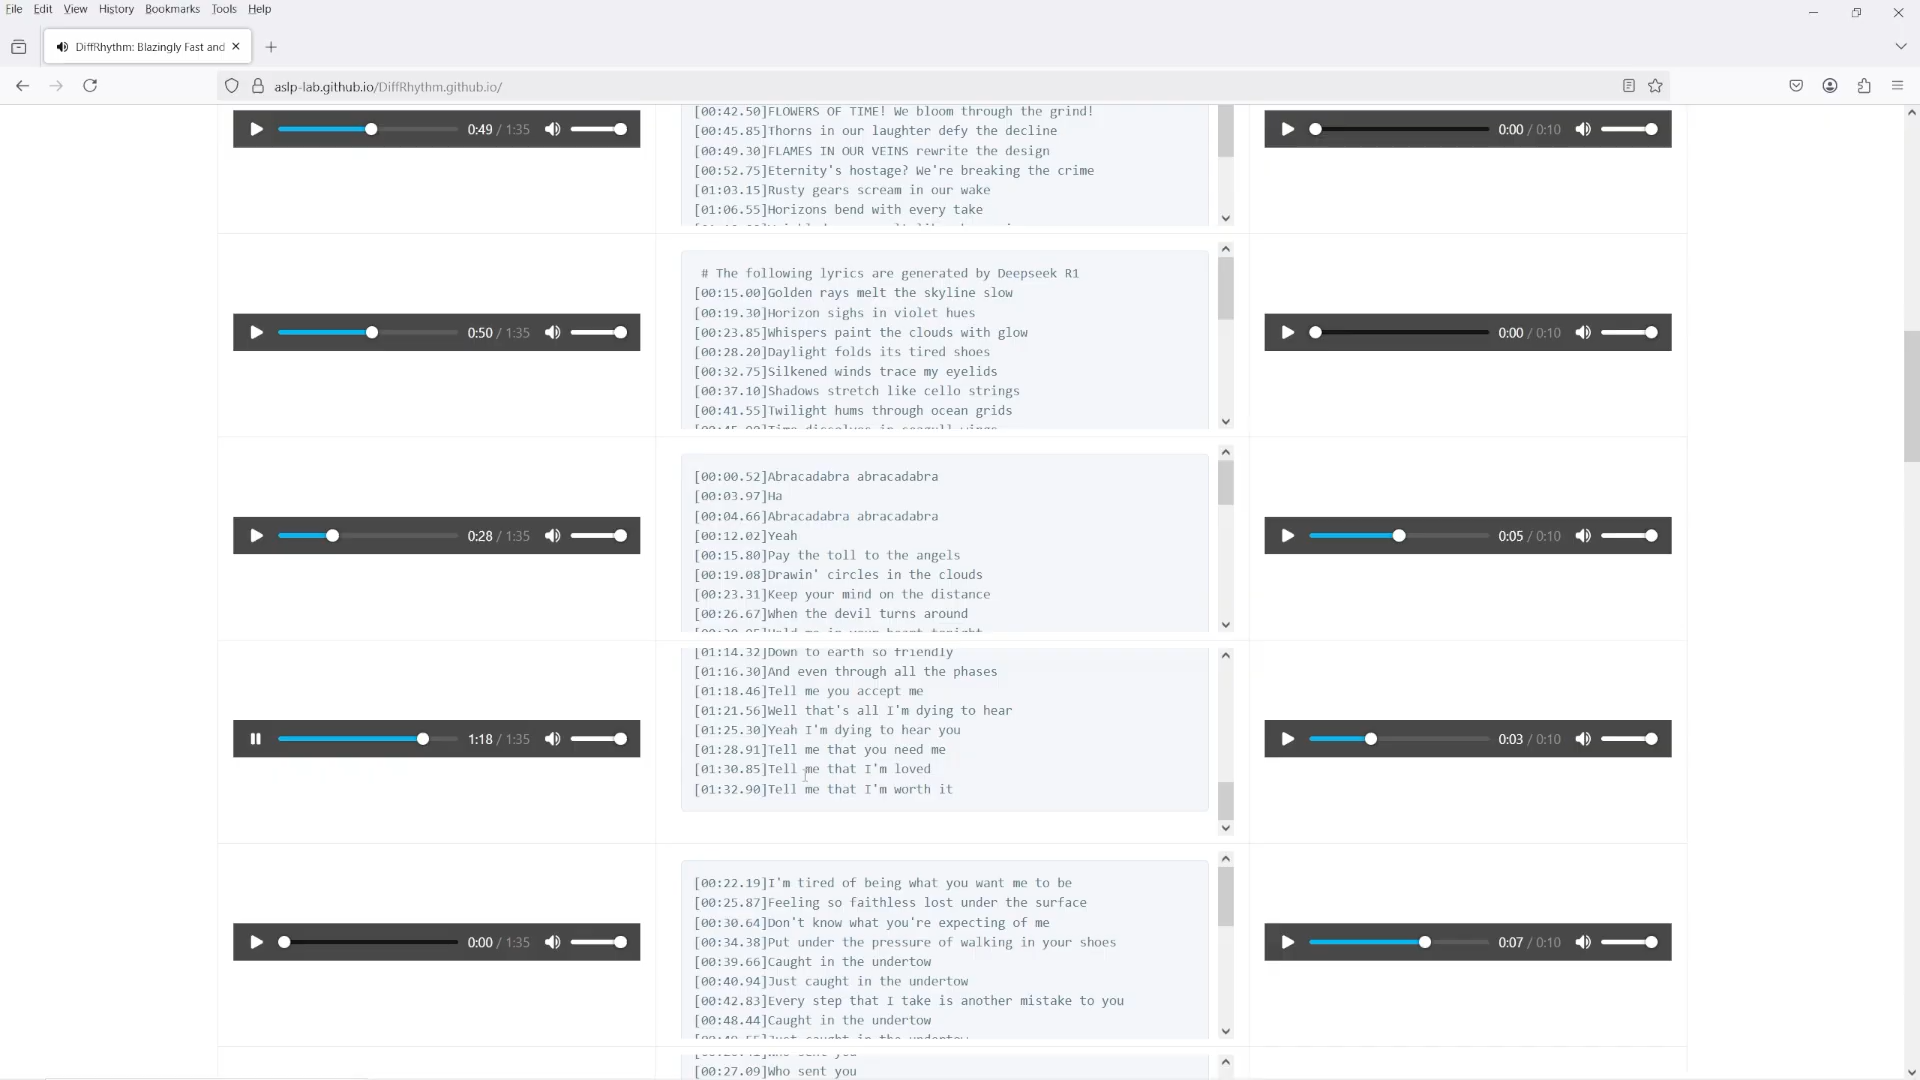 File Edit View History Bookmarks Tools Help
DiffRhythm: Blazingly Fast and
aslp-lab.github.io/DiffRhythm.github.io/
[00:42.50]FLOWERS OF TIME! We bloom through the grind!
0:49 / 1:35
[00:45.85]Thorns in our laughter defy the decline
0:00 / 0:10
[00:49.30]FLAMES IN OUR VEINS rewrite the design
[00:52.75]Eternity's hostage? We're breaking the crime
[01:03.15]Rusty gears scream in our wake
[01:06.55]Horizons bend with every take
# The following lyrics are generated by Deepseek R1
[00:15.00]Golden rays melt the skyline slow
[00:19.30]Horizon sighs in violet hues
0:50 / 1:35
[00:23.85]Whispers paint the clouds with glow
0:00 / 0:10
[00:28.20]Daylight folds its tired shoes
[00:32.75]Silkened winds trace my eyelids
[00:37.10]Shadows stretch like cello strings
[00:41.55]Twilight hums through ocean grids
[00:00.52]Abracadabra abracadabra
[00:03.97]Ha
[00:04.66]Abracadabra abracadabra
0:28 / 1:35
[00:12.02]Yeah
0:05 / 0:10
[00:15.80]Pay the toll to the angels
[00:19.08]Drawin' circles in the clouds
[00:23.31]Keep your mind on the distance
[00:26.67]When the devil turns around
[01:14.32]Down to earth so friendly
[01:16.30]And even through all the phases
[01:18.46]Tell me you accept me
[01:21.56]Well that's all I'm dying to hear
[01:25.30]Yeah I'm dying to hear you
1:18 / 1:35
0:03 / 0:10
[01:28.91]Tell me that you need me
[01:30.85]Tell me that I'm loved
[01:32.90]Tell me that I'm worth it
[00:22.19]I'm tired of being what you want me to be
[00:25.87]Feeling so faithless lost under the surface
[00:30.64]Don't know what you're expecting of me
0:00 / 1:35
[00:34.38]Put under the pressure of walking in your shoes
0:07 / 0:10
[00:39.66]Caught in the undertow
[00:40.94]Just caught in the undertow
[00:42.83]Every step that I take is another mistake to you
[00:48.44]Caught in the undertow
[00:27.09]Who sent you